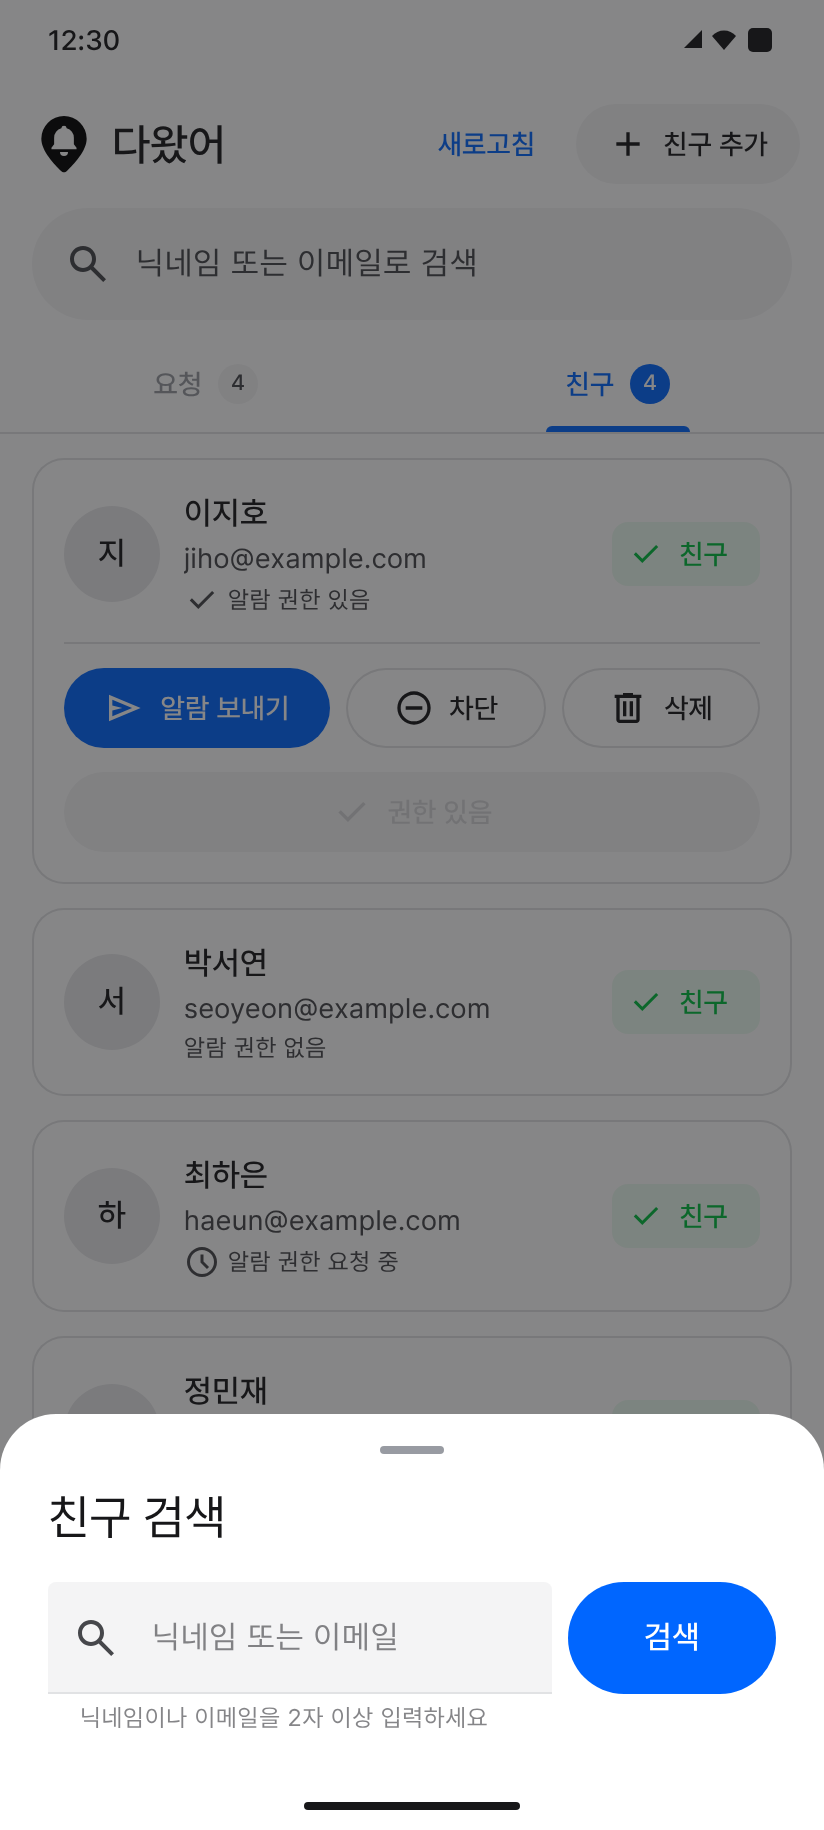 12:30
다왔어
새로고침
친구 추가
닉네임 또는 이메일로 검색
요청 4
친구 4
지
이지호
jiho@example.com
알람 권한 있음
친구
알람 보내기
차단
삭제
권한 있음
서
박서연
seoyeon@example.com
알람 권한 없음
친구
하
최하은
haeun@example.com
알람 권한 요청 중
친구
정민재
친구 검색
닉네임 또는 이메일
검색
닉네임이나 이메일을 2자 이상 입력하세요